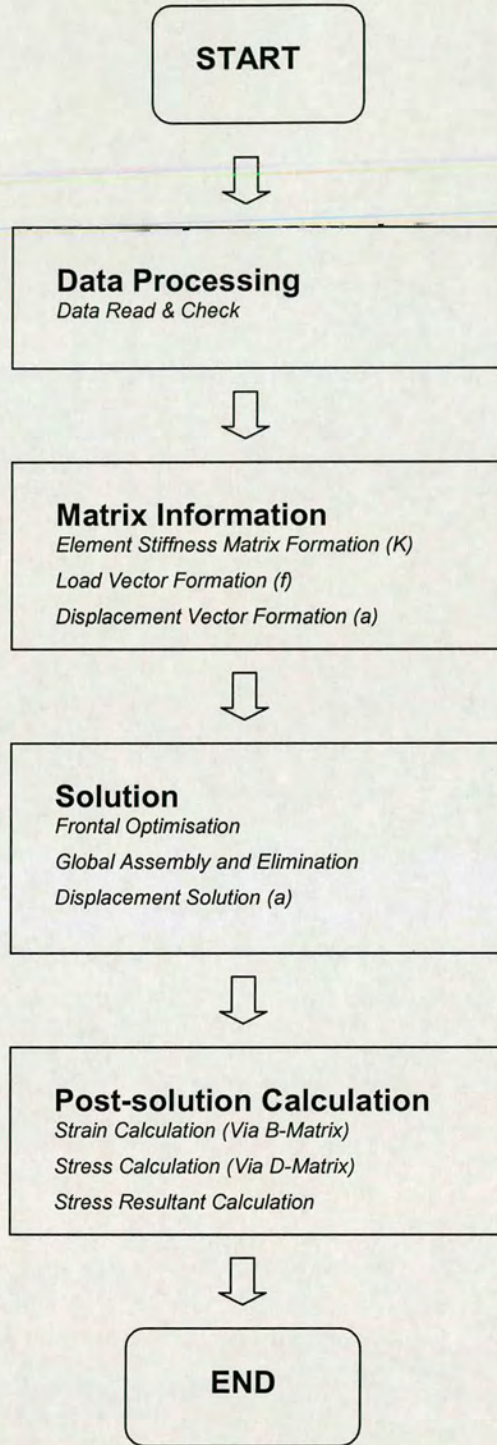 START
Data Processing
Data Read & Check
Matrix Information
Element Stiffness Matrix Formation (K)
Load Vector Formation (f)
Displacement Vector Formation (a)
Solution
Frontal Optimisation
Global Assembly and Elimination
Displacement Solution (a)
Post-solution Calculation
Strain Calculation (Via B-Matrix)
Stress Calculation (Via D-Matrix)
Stress Resultant Calculation
END